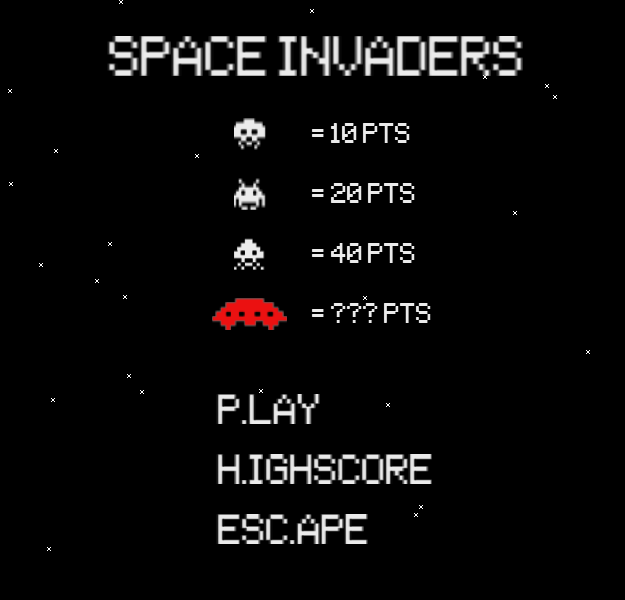 SPACE INVADERS
= 10 PTS
= 20 PTS
= 40 PTS
= ??? PTS
P.LAY
H.IGHSCORE
ESC.APE